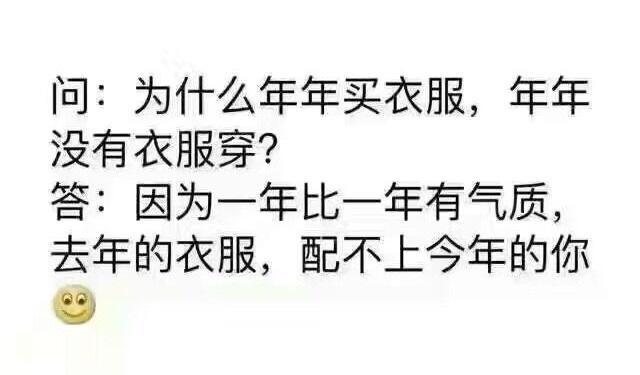 问：为什么年年买衣服，年年
没有衣服穿？
答：因为一年比一年有气质，
去年的衣服，配不上今年的你